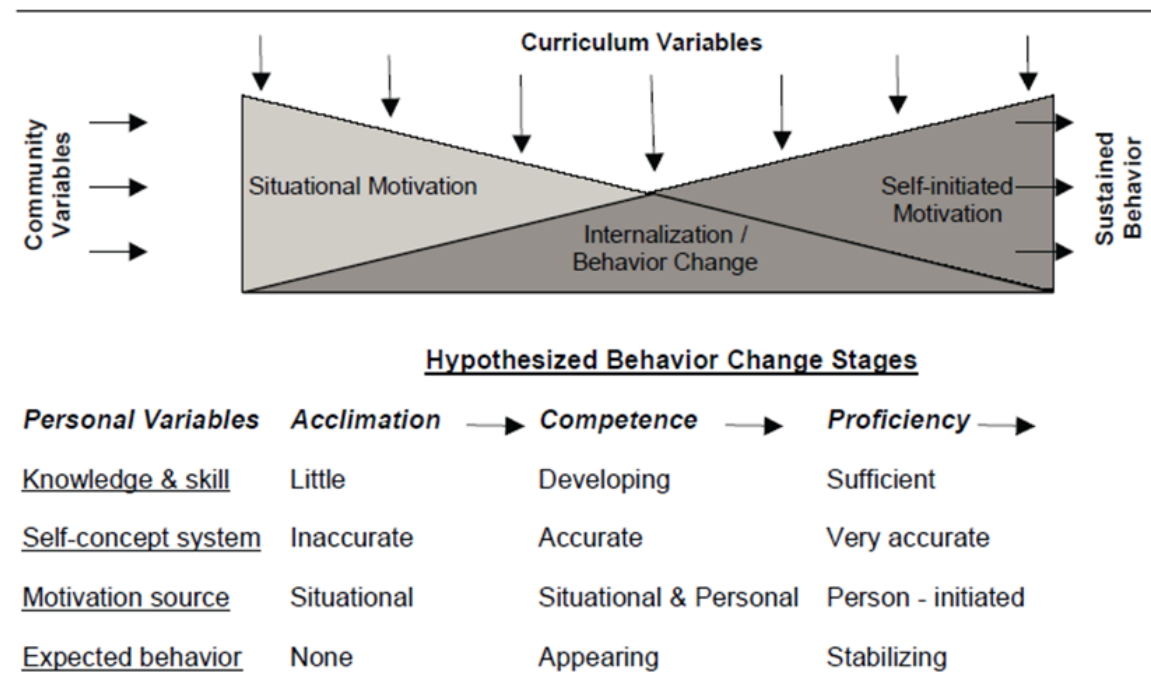 Curriculum Variables
Community
Variables
Situational Motivation
Internalization /
Behavior Change
Self-initiated
Motivation
Sustained
Behavior
Hypothesized Behavior Change Stages
Personal Variables Acclimation Competence Proficiency
Knowledge & skill Little Developing Sufficient
Self-concept system Inaccurate Accurate Very accurate
Motivation source Situational Situational & Personal Person - initiated
Expected behavior None Appearing Stabilizing